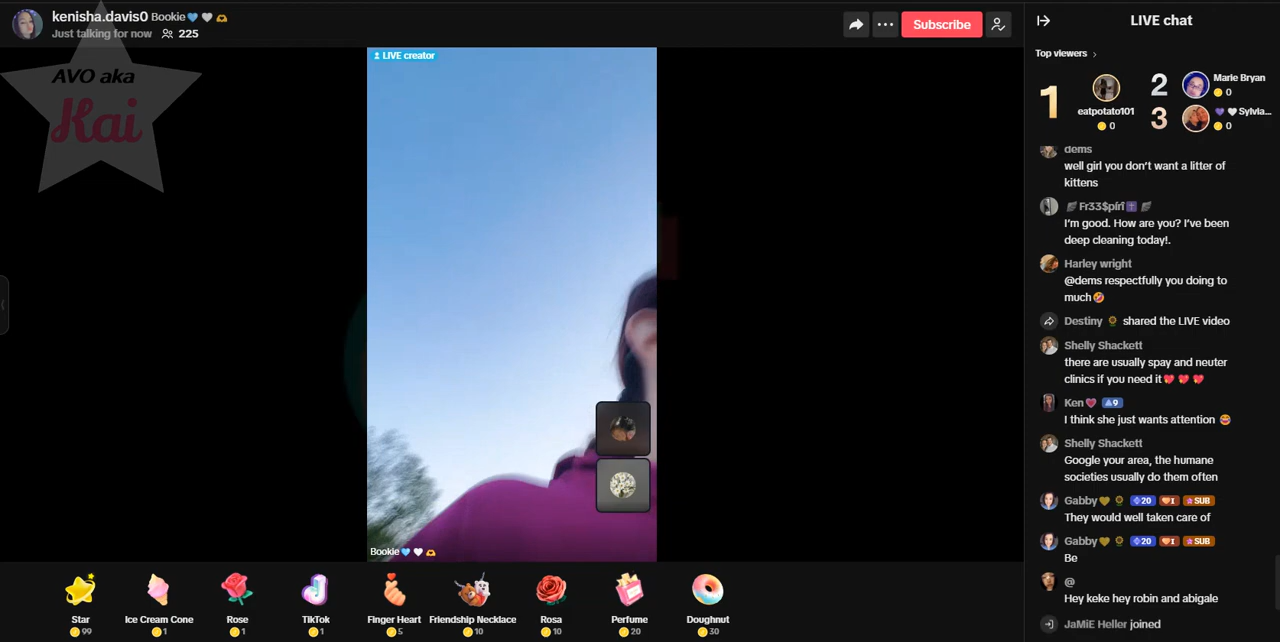 kenisha.davis0 Bookie💙🤍🫶
Just talking for now 225
Subscribe
AVO aka
Kai
LIVE creator
Bookie💙🤍🫶
Star
99
Ice Cream Cone
1
Rose
1
TikTok
1
Finger Heart
5
Friendship Necklace
10
Rosa
10
Perfume
20
Doughnut
30
LIVE chat
Top viewers
1
eatpotato101
0
2
Marie Bryan
0
3
💜🤍Sylvia...
0
dems
well girl you don't want a litter of
kittens
Fr33$pírî
I'm good. How are you? I've been
deep cleaning today!.
Harley wright
@dems respectfully you doing to
much🤣
Destiny 🌻 shared the LIVE video
Shelly Shackett
there are usually spay and neuter
clinics if you need it💖💖💖
Ken💗 9
I think she just wants attention 😂
Shelly Shackett
Google your area, the humane
societies usually do them often
Gabby💛🌻 20 I SUB
They would well taken care of
Gabby💛🌻 20 I SUB
Be
@
Hey keke hey robin and abigale
JaMiE Heller joined